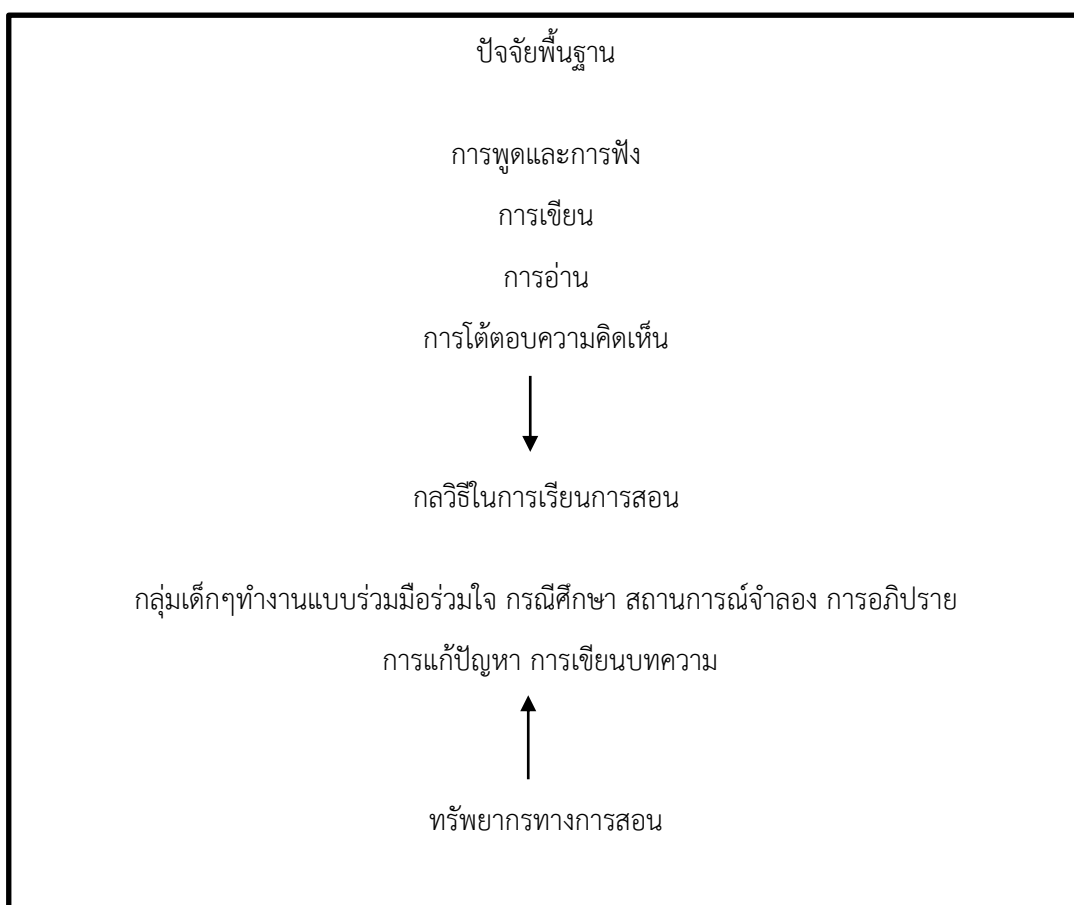 ปัจจัยพื้นฐาน
การพูดและการฟัง
การเขียน
การอ่าน
การโต้ตอบความคิดเห็น
กลวิธีในการเรียนการสอน
กลุ่มเด็กๆทำงานแบบร่วมมือร่วมใจ กรณีศึกษา สถานการณ์จำลอง การอภิปราย
การแก้ปัญหา การเขียนบทความ
ทรัพยากรทางการสอน